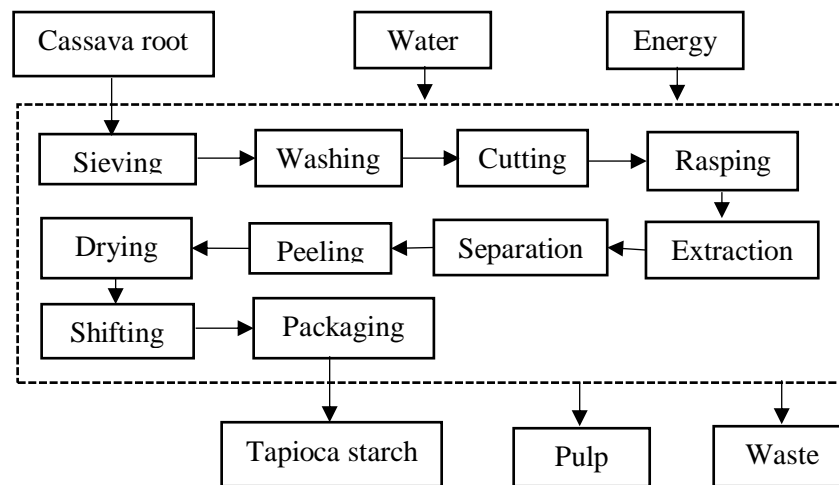 Cassava root
Water
Energy
Sieving
Washing
Cutting
Rasping
Drying
Peeling
Separation
Extraction
Shifting
Packaging
Tapioca starch
Pulp
Waste